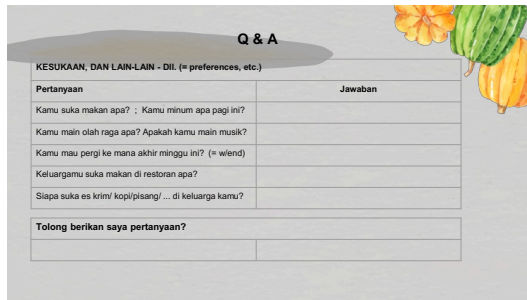 Q & A
KESUKAAN, DAN LAIN-LAIN - Dll. (= preferences, etc.)
Pertanyaan Jawaban
Kamu suka makan apa? ; Kamu minum apa pagi ini?
Kamu main olah raga apa? Apakah kamu main musik?
Kamu mau pergi ke mana akhir minggu ini? (= w/end)
Keluargamu suka makan di restoran apa?
Siapa suka es krim/ kopi/pisang/ ... di keluarga kamu?
Tolong berikan saya pertanyaan?